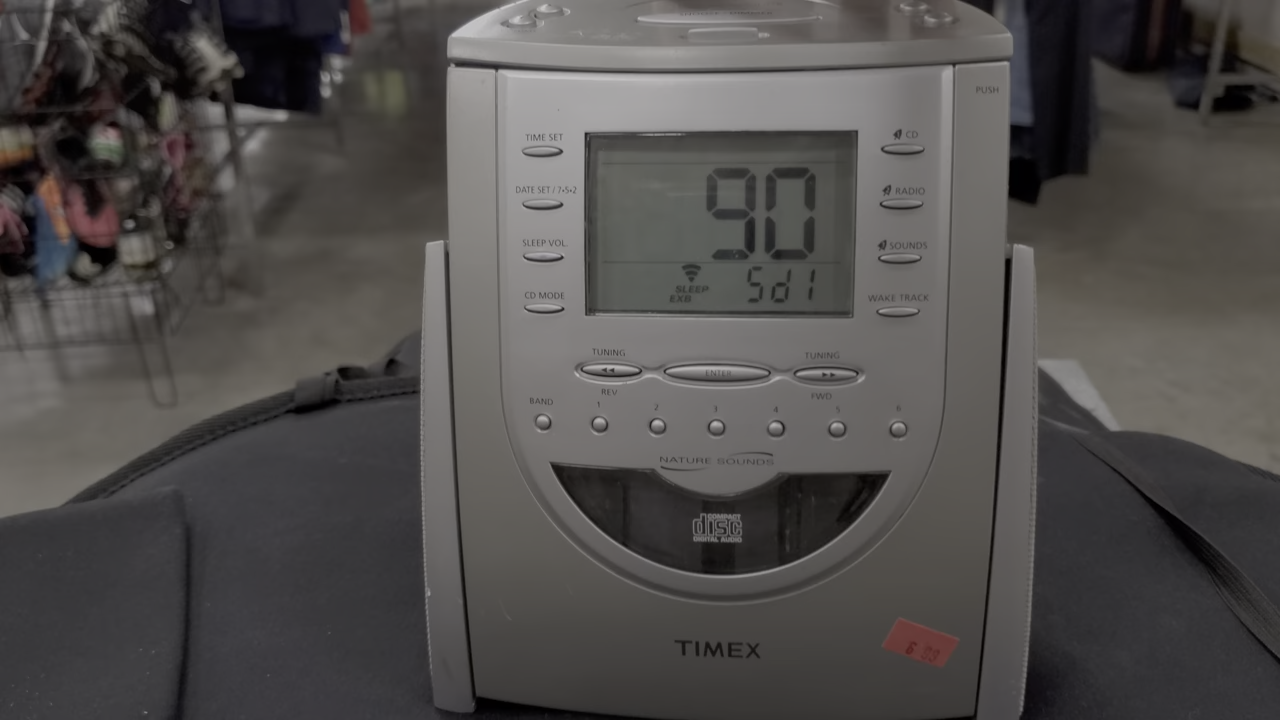 PUSH
TIME SET
CD
DATE SET / 7•5•2
RADIO
90
SLEEP VOL.
SOUNDS
SLEEP
EXB
Sd1
CD MODE
WAKE TRACK
TUNING
TUNING
ENTER
REV
FWD
BAND 1 2 3 4 5 6
NATURE SOUNDS
COMPACT
disc
DIGITAL AUDIO
TIMEX